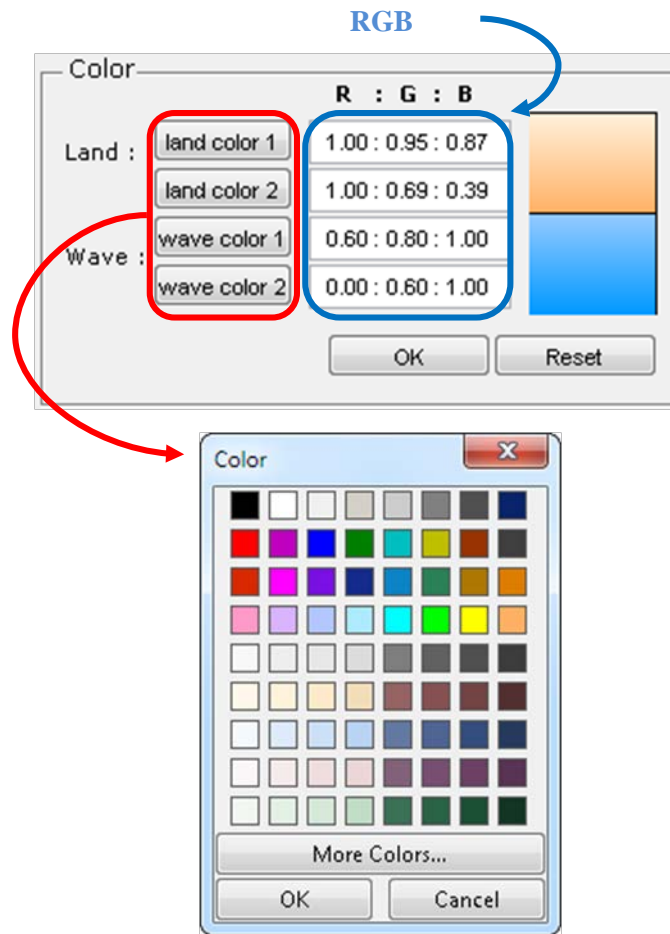 RGB
Color
R : G : B
Land : land color 1 1.00 : 0.95 : 0.87
land color 2 1.00 : 0.69 : 0.39
Wave : wave color 1 0.60 : 0.80 : 1.00
wave color 2 0.00 : 0.60 : 1.00
OK Reset
Color
More Colors...
OK Cancel